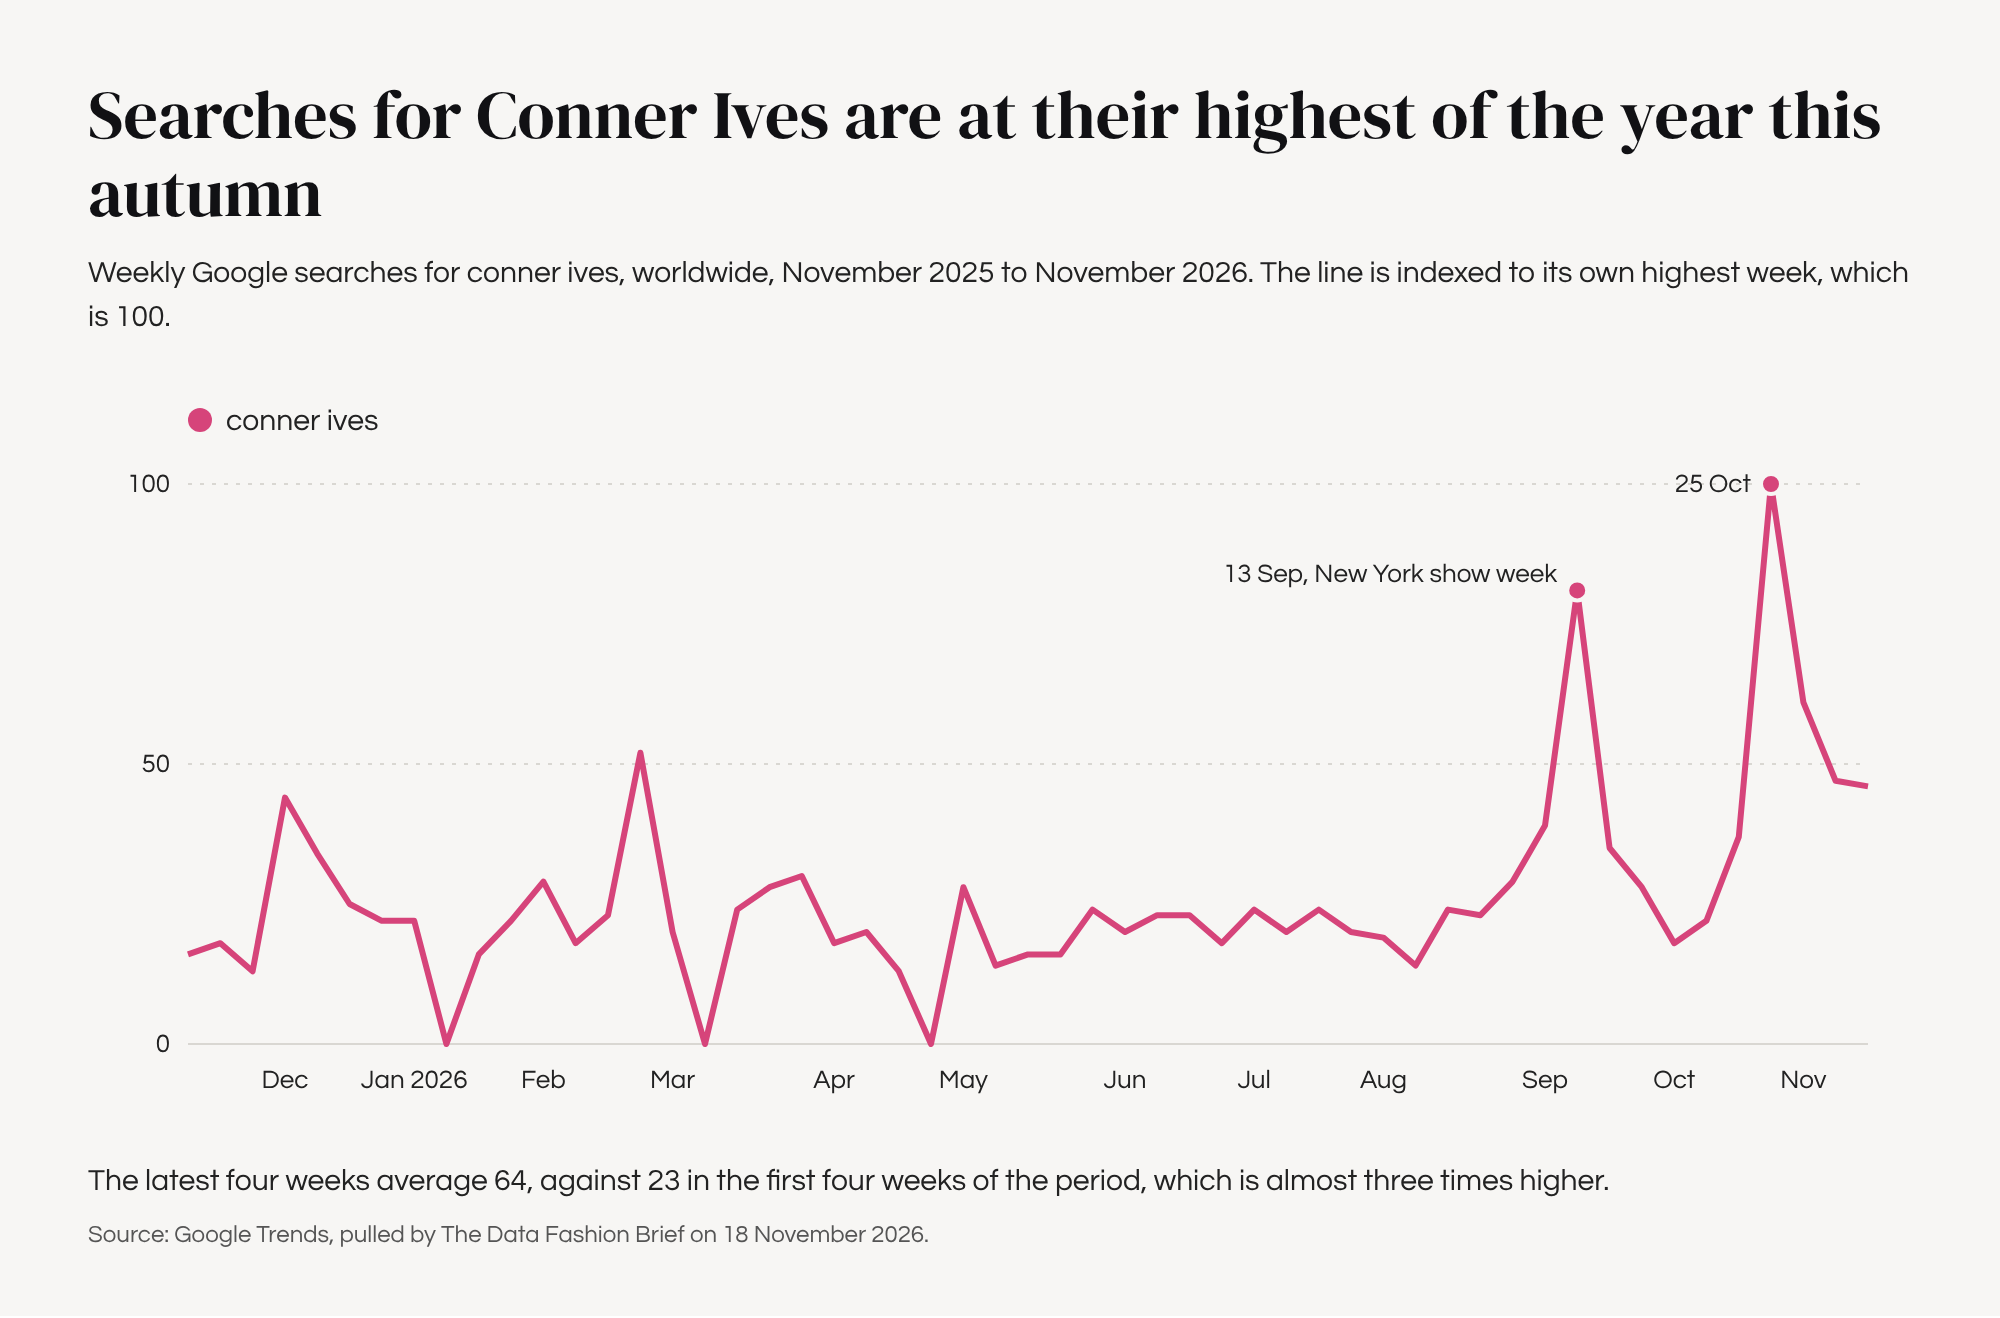 Searches for Conner Ives are at their highest of the year this
autumn
Weekly Google searches for conner ives, worldwide, November 2025 to November 2026. The line is indexed to its own highest week, which
is 100.
conner ives
100
25 Oct
13 Sep, New York show week
50
0
Dec Jan 2026 Feb Mar Apr May Jun Jul Aug Sep Oct Nov
The latest four weeks average 64, against 23 in the first four weeks of the period, which is almost three times higher.
Source: Google Trends, pulled by The Data Fashion Brief on 18 November 2026.